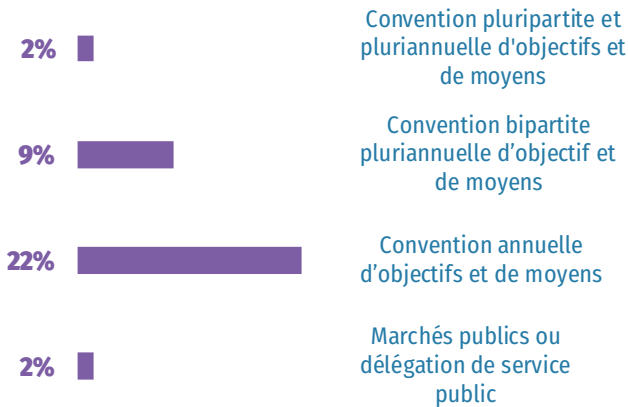 2%
Convention pluripartite et
pluriannuelle d'objectifs et
de moyens
9%
Convention bipartite
pluriannuelle d’objectif et
de moyens
22%
Convention annuelle
d’objectifs et de moyens
2%
Marchés publics ou
délégation de service
public